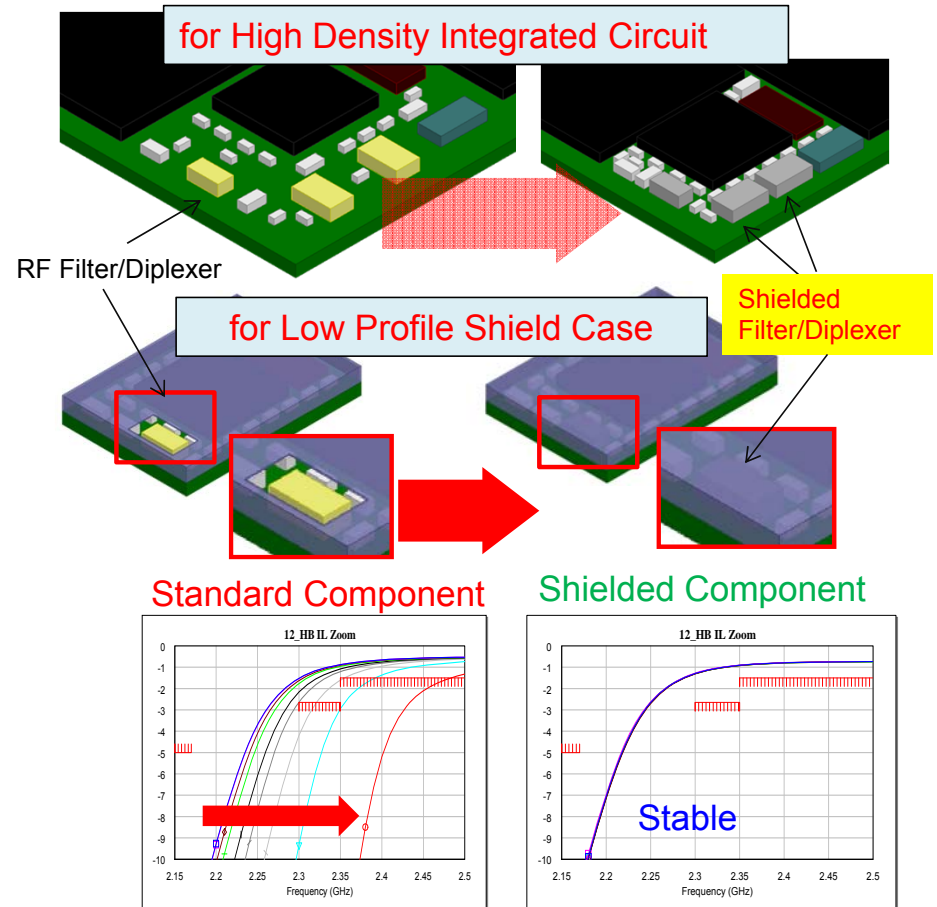 for High Density Integrated Circuit
RF Filter/Diplexer
for Low Profile Shield Case
Shielded
Filter/Diplexer
Standard Component
Shielded Component
12_HB IL Zoom
0
-1
-2
-3
-4
-5
-6
-7
-8
-9
-10
2.15 2.2 2.25 2.3 2.35 2.4 2.45 2.5
Frequency (GHz)
12_HB IL Zoom
0
-1
-2
-3
-4
-5
-6
-7
-8
-9
-10
Stable
2.15 2.2 2.25 2.3 2.35 2.4 2.45 2.5
Frequency (GHz)